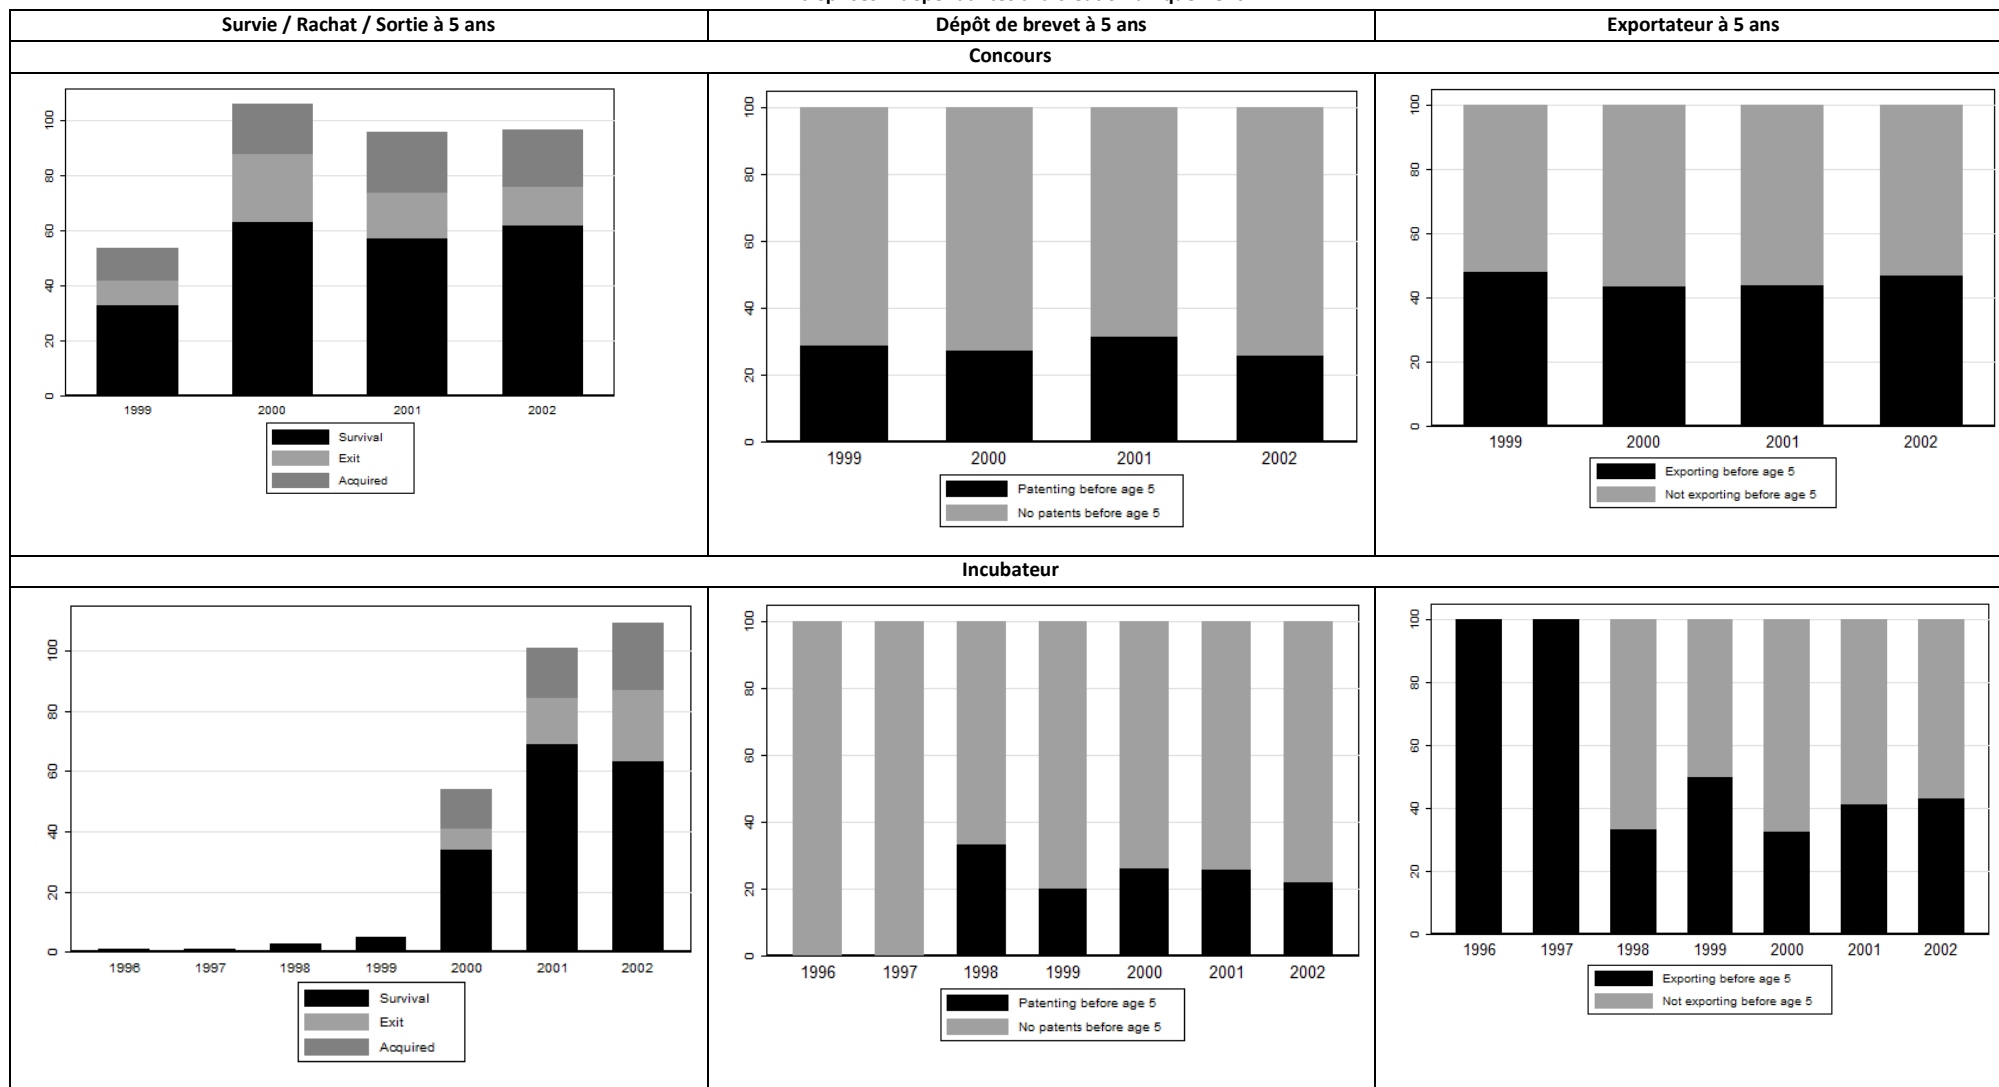 Survie / Rachat / Sortie à 5 ans
Dépôt de brevet à 5 ans
Exportateur à 5 ans
Concours
100
80
60
40
20
0
1999 2000 2001 2002
Survival
Exit
Acquired
100
80
60
40
20
0
1999 2000 2001 2002
Patenting before age 5
No patents before age 5
100
80
60
40
20
0
1999 2000 2001 2002
Exporting before age 5
Not exporting before age 5
Incubateur
100
80
60
40
20
0
1996 1997 1998 1999 2000 2001 2002
Survival
Exit
Acquired
100
80
60
40
20
0
1996 1997 1998 1999 2000 2001 2002
Patenting before age 5
No patents before age 5
100
80
60
40
20
0
1996 1997 1998 1999 2000 2001 2002
Exporting before age 5
Not exporting before age 5